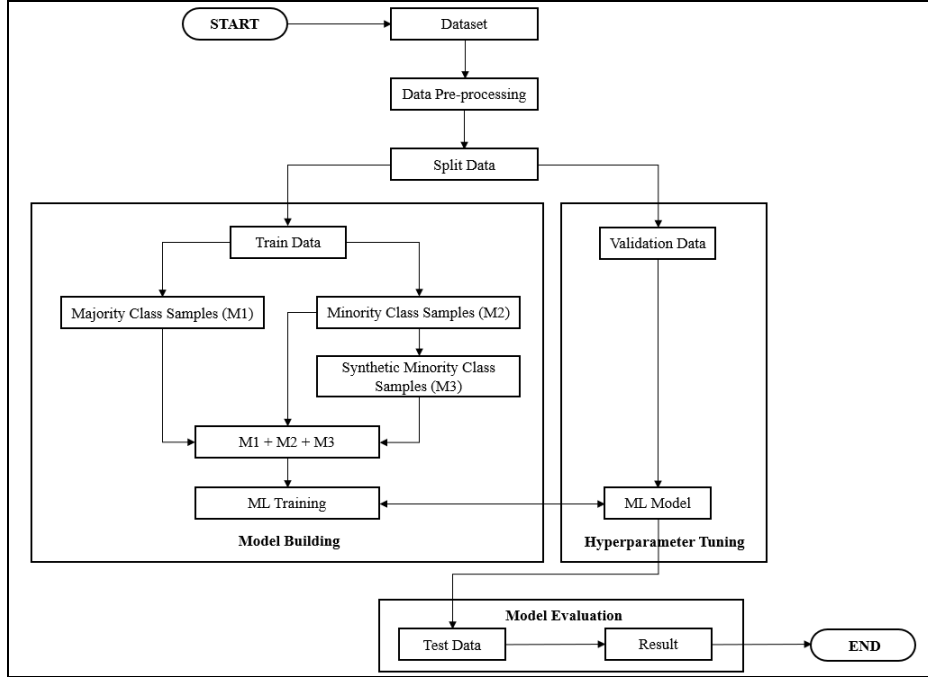 START
Dataset
Data Pre-processing
Split Data
Train Data
Validation Data
Majority Class Samples (M1)
Minority Class Samples (M2)
Synthetic Minority Class
Samples (M3)
M1 + M2 + M3
ML Training
ML Model
Model Building
Hyperparameter Tuning
Model Evaluation
Test Data
Result
END